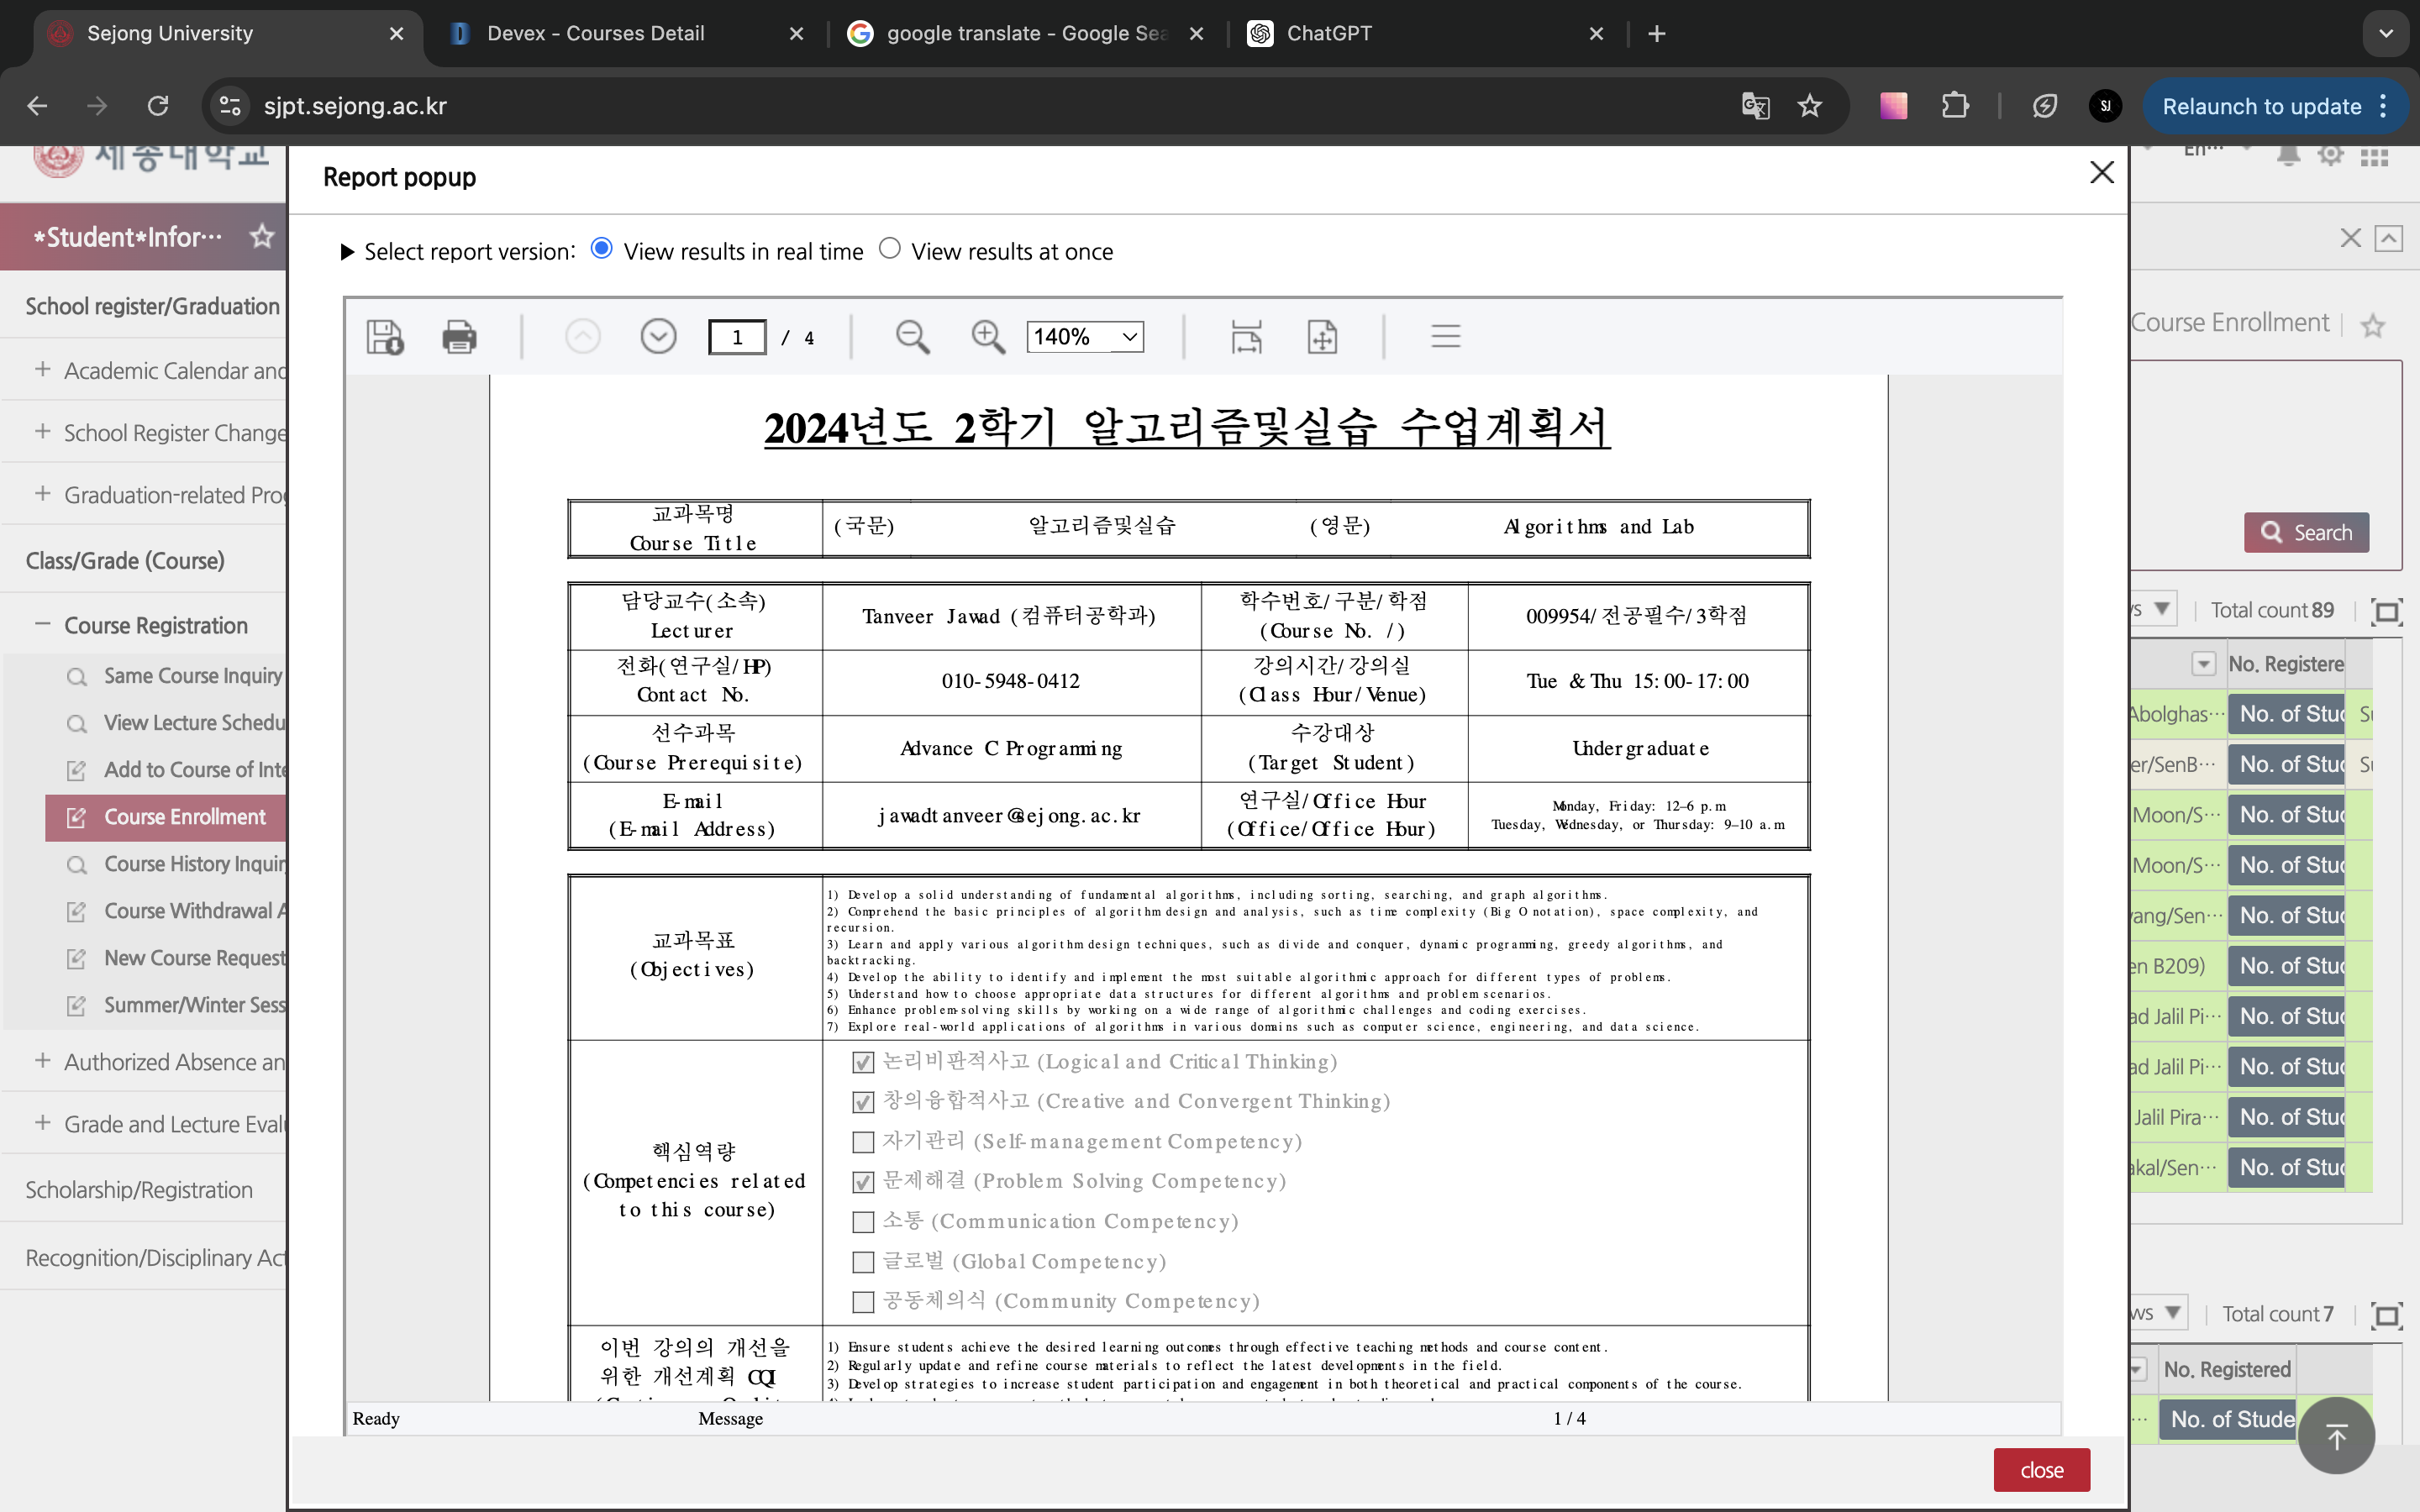 Sejong University
Devex - Courses Detail
google translate - Google Sea
ChatGPT
sjpt.sejong.ac.kr
SJ
Relaunch to update
세종대학교
En···
*Student*Infor···
School register/Graduation
Academic Calendar and
School Register Change
Graduation-related Prog
Class/Grade (Course)
Course Registration
Same Course Inquiry
View Lecture Schedu
Add to Course of Inte
Course Enrollment
Course History Inquir
Course Withdrawal A
New Course Request
Summer/Winter Sess
Authorized Absence an
Grade and Lecture Evalu
Scholarship/Registration
Recognition/Disciplinary Act
Report popup
▶ Select report version: View results in real time View results at once
1 / 4
140%
2024년도 2학기 알고리즘및실습 수업계획서
교과목명
Course Title
(국문) 알고리즘및실습 (영문) Algorithms and Lab
담당교수(소속)
Lecturer
Tanveer Jawad (컴퓨터공학과)
학수번호/구분/학점
(Course No. /)
009954/전공필수/3학점
전화(연구실/HP)
Contact No.
010-5948-0412
강의시간/강의실
(Class Hour/Venue)
Tue & Thu 15:00-17:00
선수과목
(Course Prerequisite)
Advance C Programming
수강대상
(Target Student)
Undergraduate
E-mail
(E-mail Address)
jawadtanveer@sejong.ac.kr
연구실/Office Hour
(Office/Office Hour)
Monday, Friday: 12–6 p.m
Tuesday, Wednesday, or Thursday: 9–10 a.m
교과목표
(Objectives)
1) Develop a solid understanding of fundamental algorithms, including sorting, searching, and graph algorithms.
2) Comprehend the basic principles of algorithm design and analysis, such as time complexity (Big O notation), space complexity, and
recursion.
3) Learn and apply various algorithm design techniques, such as divide and conquer, dynamic programming, greedy algorithms, and
backtracking.
4) Develop the ability to identify and implement the most suitable algorithmic approach for different types of problems.
5) Understand how to choose appropriate data structures for different algorithms and problem scenarios.
6) Enhance problem-solving skills by working on a wide range of algorithmic challenges and coding exercises.
7) Explore real-world applications of algorithms in various domains such as computer science, engineering, and data science.
핵심역량
(Competencies related
to this course)
논리비판적사고 (Logical and Critical Thinking)
창의융합적사고 (Creative and Convergent Thinking)
자기관리 (Self-management Competency)
문제해결 (Problem Solving Competency)
소통 (Communication Competency)
글로벌 (Global Competency)
공동체의식 (Community Competency)
이번 강의의 개선을
위한 개선계획 CQI
1) Ensure students achieve the desired learning outcomes through effective teaching methods and course content.
2) Regularly update and refine course materials to reflect the latest developments in the field.
3) Develop strategies to increase student participation and engagement in both theoretical and practical components of the course.
Ready Message 1 / 4
close
Course Enrollment
Search
Total count 89
No. Registere
Abolghas··· No. of Stud
er/SenB··· No. of Stud
Moon/S··· No. of Stud
Moon/S··· No. of Stud
ang/Sen··· No. of Stud
en B209) No. of Stud
ad Jalil Pi··· No. of Stud
ad Jalil Pi··· No. of Stud
Jalil Pira··· No. of Stud
akal/Sen··· No. of Stud
ws Total count 7
No. Registered
No. of Stude